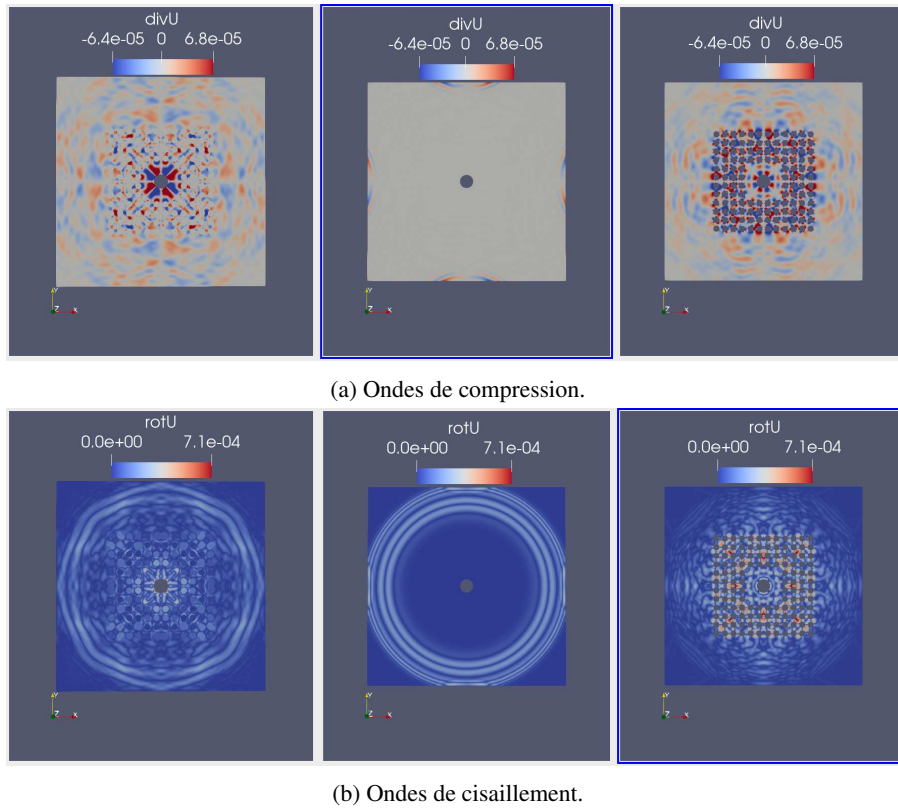 divU divU divU
-6.4e-05 0 6.8e-05 -6.4e-05 0 6.8e-05 -6.4e-05 0 6.8e-05
Y Y Y
Z X Z X Z X
(a) Ondes de compression.
rotU rotU rotU
0.0e+00 7.1e-04 0.0e+00 7.1e-04 0.0e+00 7.1e-04
Y Y Y
Z X Z X Z X
(b) Ondes de cisaillement.